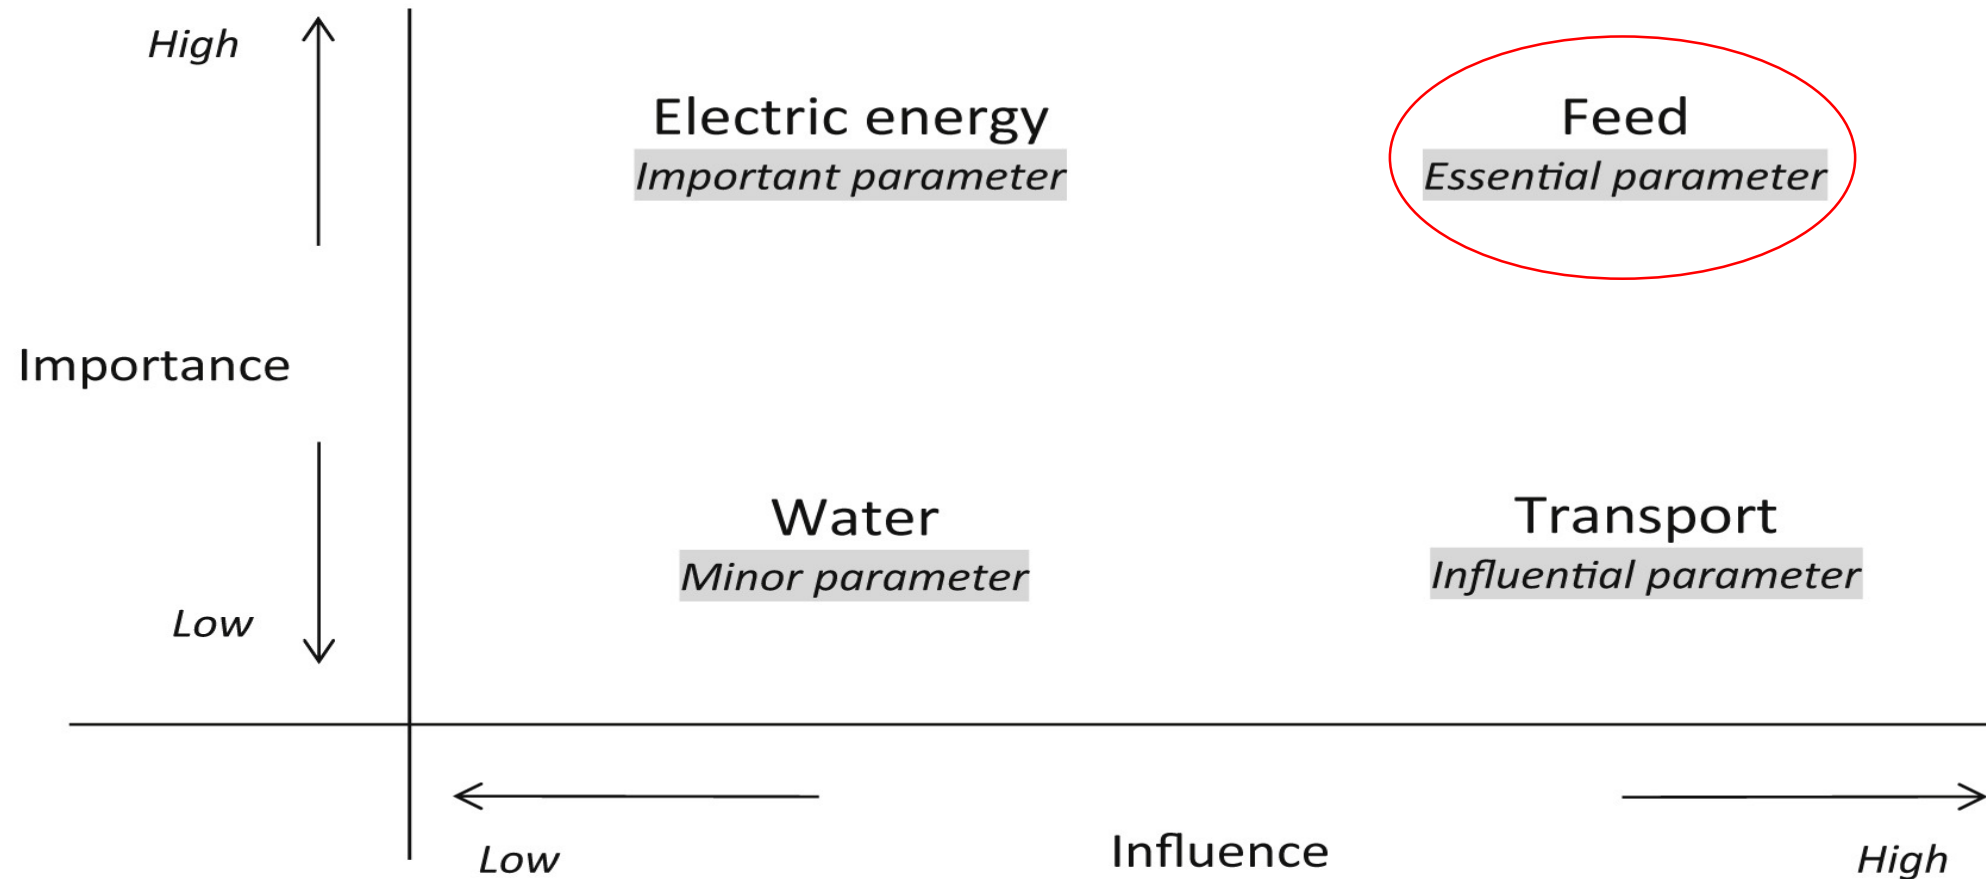 High
Electric energy
Important parameter
Feed
Essential parameter
Importance
Water
Minor parameter
Transport
Influential parameter
Low
Low
Influence
High